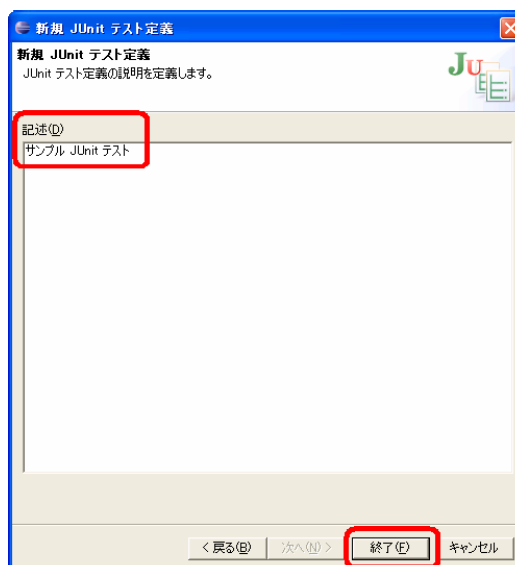 新規 JUnit テスト定義
新規 JUnit テスト定義
JUnit テスト定義の説明を定義します。
JU
記述(D)
サンプル JUnit テスト
< 戻る(B) 次へ(N) > 終了(F) キャンセル